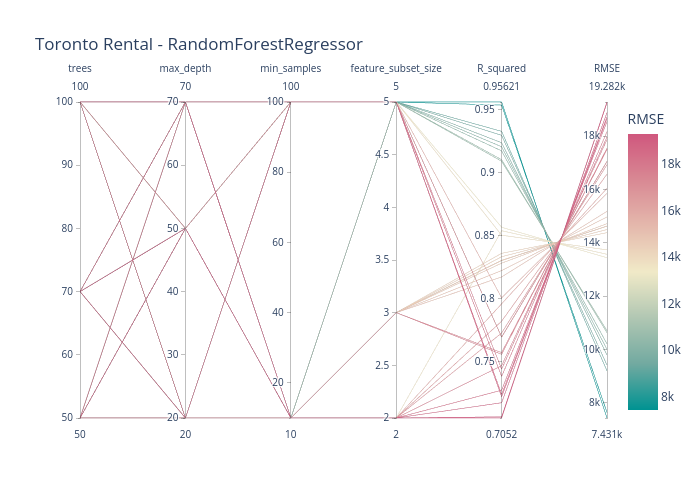 Toronto Rental - RandomForestRegressor
trees max_depth min_samples feature_subset_size R_squared RMSE
100 70 100 5 0.95621 19.282k
RMSE
100 70 100 5 0.95
18k 18k
90 60 80 4.5 0.9
16k 16k
80 50 60 4 0.85
14k 14k
70 40 40 3.5 0.8
12k 12k
60 30 20 3 0.75
10k 10k
2.5
8k 8k
50 20 2
50 20 10 2 0.7052 7.431k